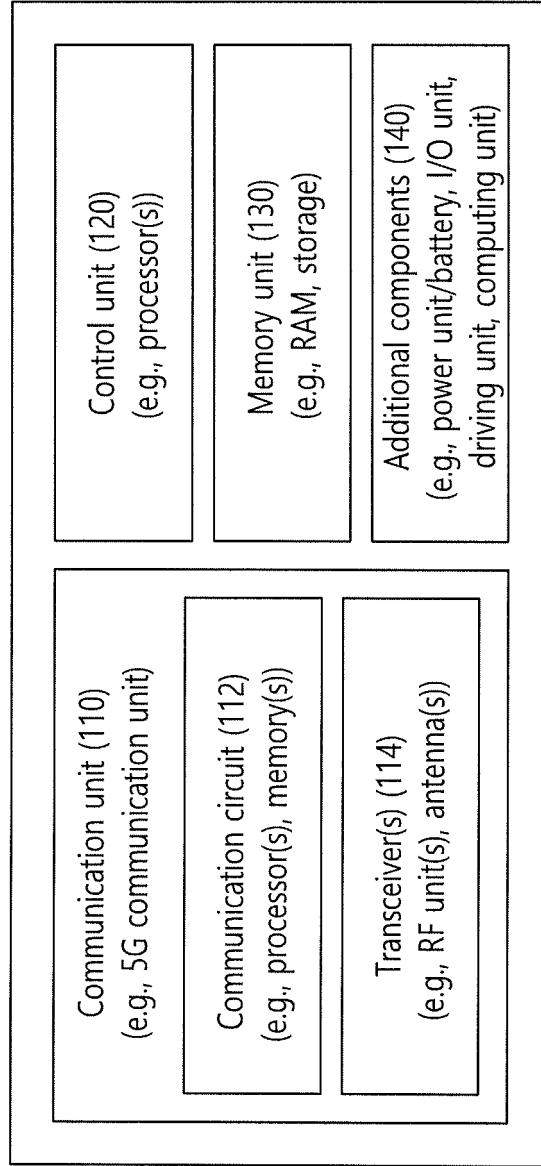 Communication unit (110)
(e.g., 5G communication unit)
Communication circuit (112)
(e.g., processor(s), memory(s))
Transceiver(s) (114)
(e.g., RF unit(s), antenna(s))
Control unit (120)
(e.g., processor(s))
Memory unit (130)
(e.g., RAM, storage)
Additional components (140)
(e.g., power unit/battery, I/O unit,
driving unit, computing unit)